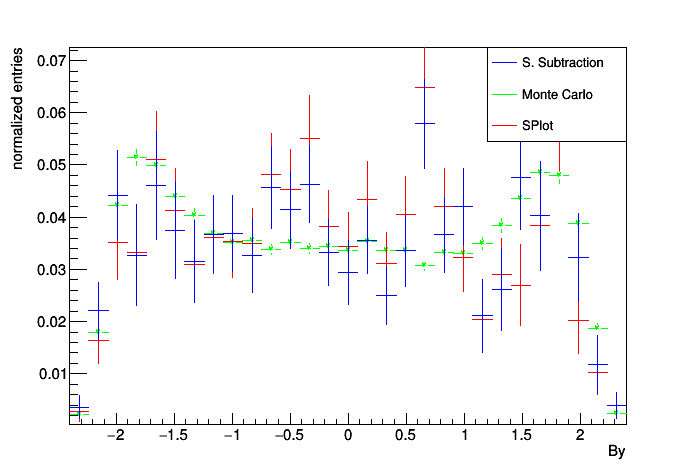 normalized entries
0.07
0.06
0.05
0.04
0.03
0.02
0.01
S. Subtraction
Monte Carlo
SPlot
−2 −1.5 −1 −0.5 0 0.5 1 1.5 2
By